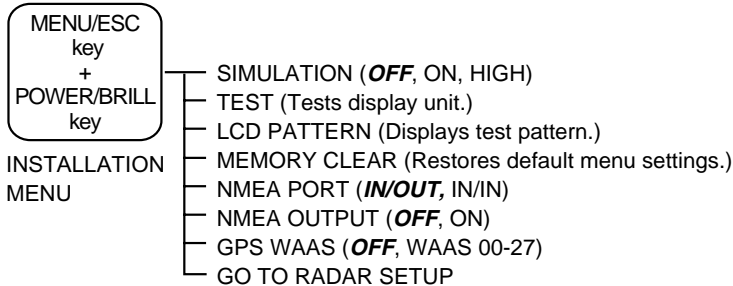 MENU/ESC
key
+
POWER/BRILL
key
INSTALLATION
MENU
SIMULATION (OFF, ON, HIGH)
TEST (Tests display unit.)
LCD PATTERN (Displays test pattern.)
MEMORY CLEAR (Restores default menu settings.)
NMEA PORT (IN/OUT, IN/IN)
NMEA OUTPUT (OFF, ON)
GPS WAAS (OFF, WAAS 00-27)
GO TO RADAR SETUP